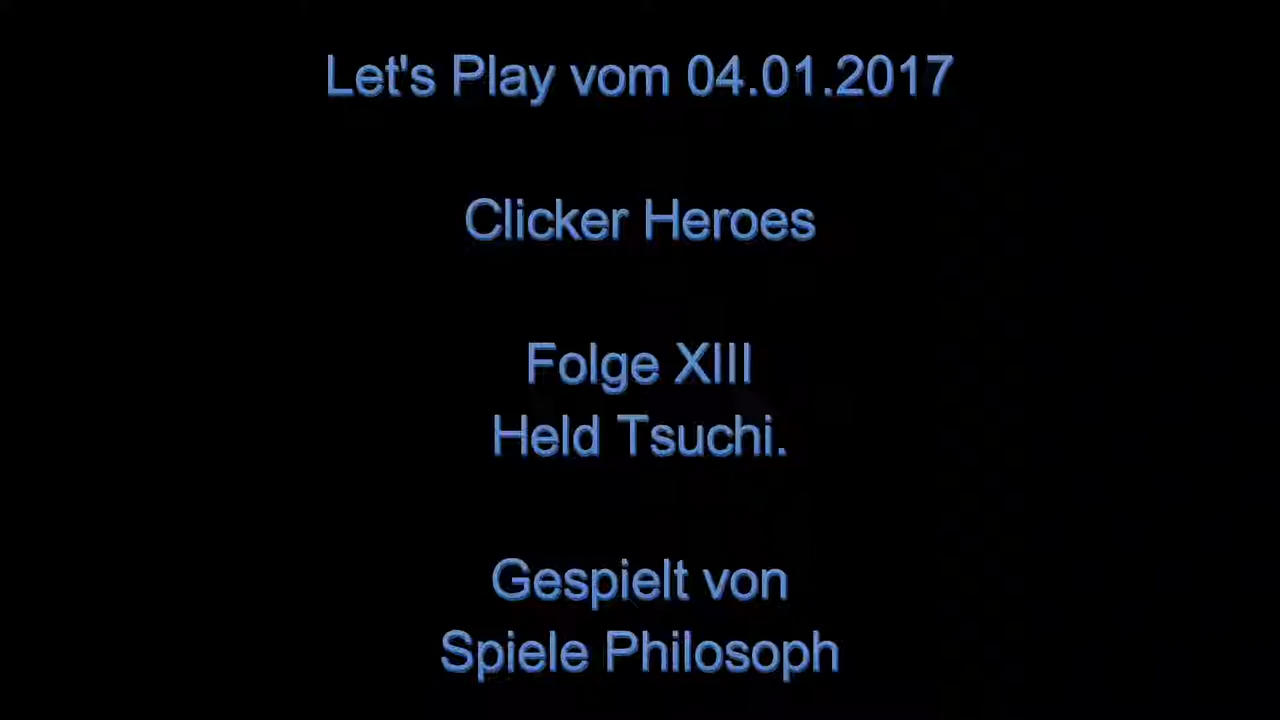 Let's Play vom 04.01.2017
Clicker Heroes
Folge XIII
Held Tsuchi.
Gespielt von
Spiele Philosoph